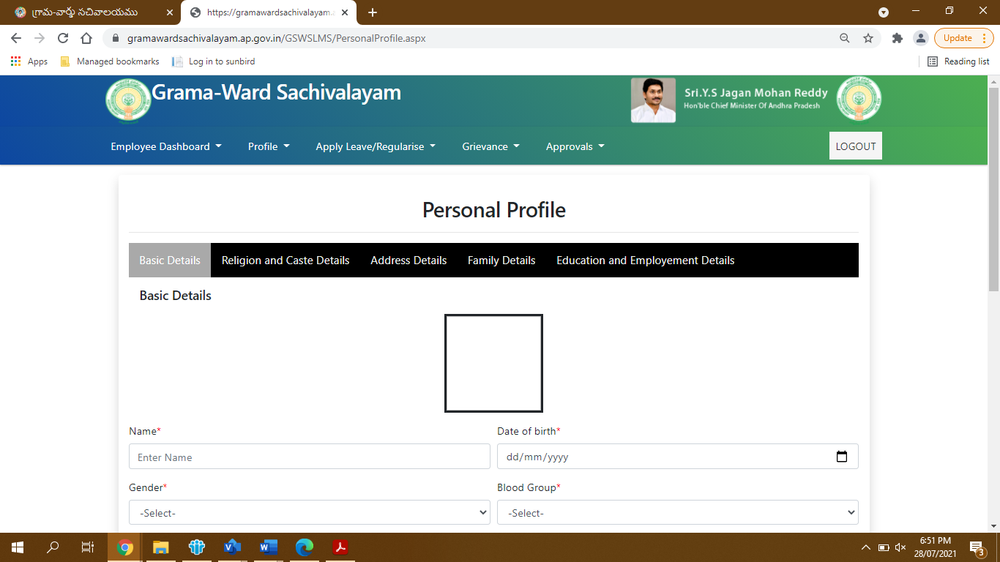 గ్రామ-వార్డు సచివాలయము
https://gramawardsachivalayam.a
gramawardsachivalayam.ap.gov.in/GSWSLMS/PersonalProfile.aspx
Update
Apps
Managed bookmarks
Log in to sunbird
Reading list
Grama-Ward Sachivalayam
Sri.Y.S Jagan Mohan Reddy
Hon'ble Chief Minister Of Andhra Pradesh
Employee Dashboard
Profile
Apply Leave/Regularise
Grievance
Approvals
LOGOUT
Personal Profile
Basic Details
Religion and Caste Details
Address Details
Family Details
Education and Employement Details
Basic Details
Name*
Date of birth*
Enter Name
dd/mm/yyyy
Gender*
Blood Group*
-Select-
-Select-
6:51 PM
28/07/2021
3